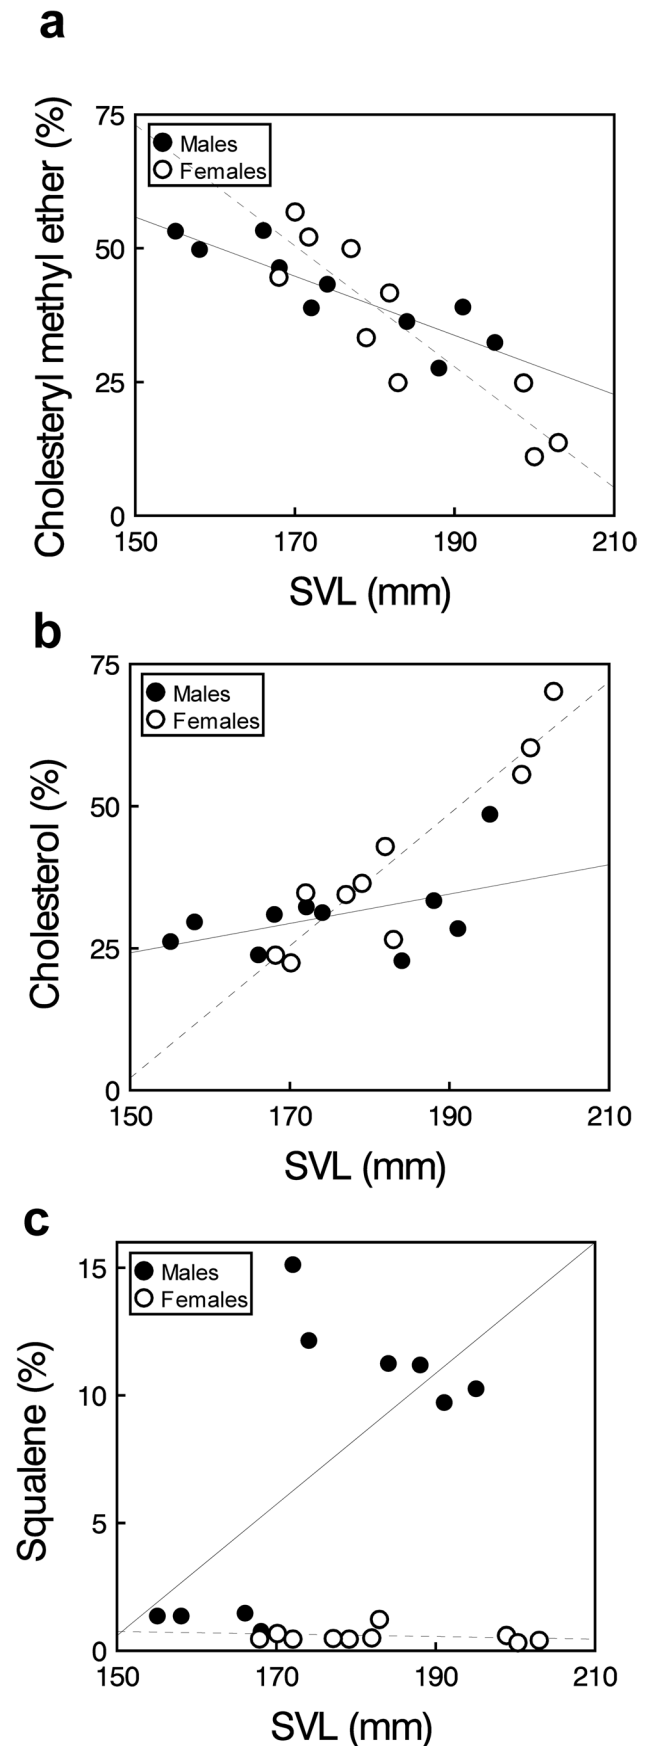 a
Cholesteryl methyl ether (%)
75
50
25
0
Males
Females
150 170 190 210
SVL (mm)
b
Cholesterol (%)
75
50
25
0
Males
Females
150 170 190 210
SVL (mm)
c
Squalene (%)
15
10
5
0
Males
Females
150 170 190 210
SVL (mm)